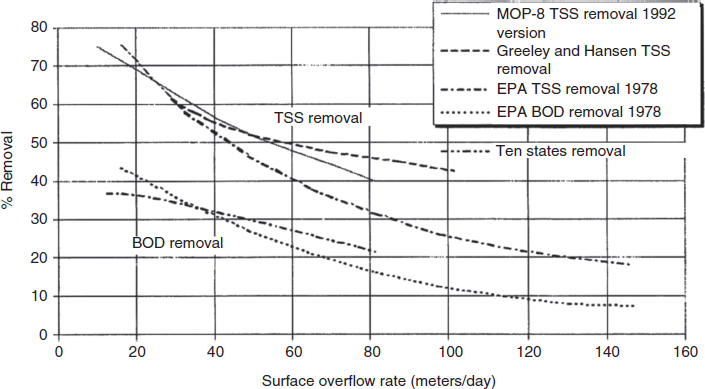 MOP-8 TSS removal 1992
version
Greeley and Hansen TSS
removal
EPA TSS removal 1978
EPA BOD removal 1978
Ten states removal
TSS removal
BOD removal
% Removal
80
70
60
50
40
30
20
10
0
0 20 40 60 80 100 120 140 160
Surface overflow rate (meters/day)